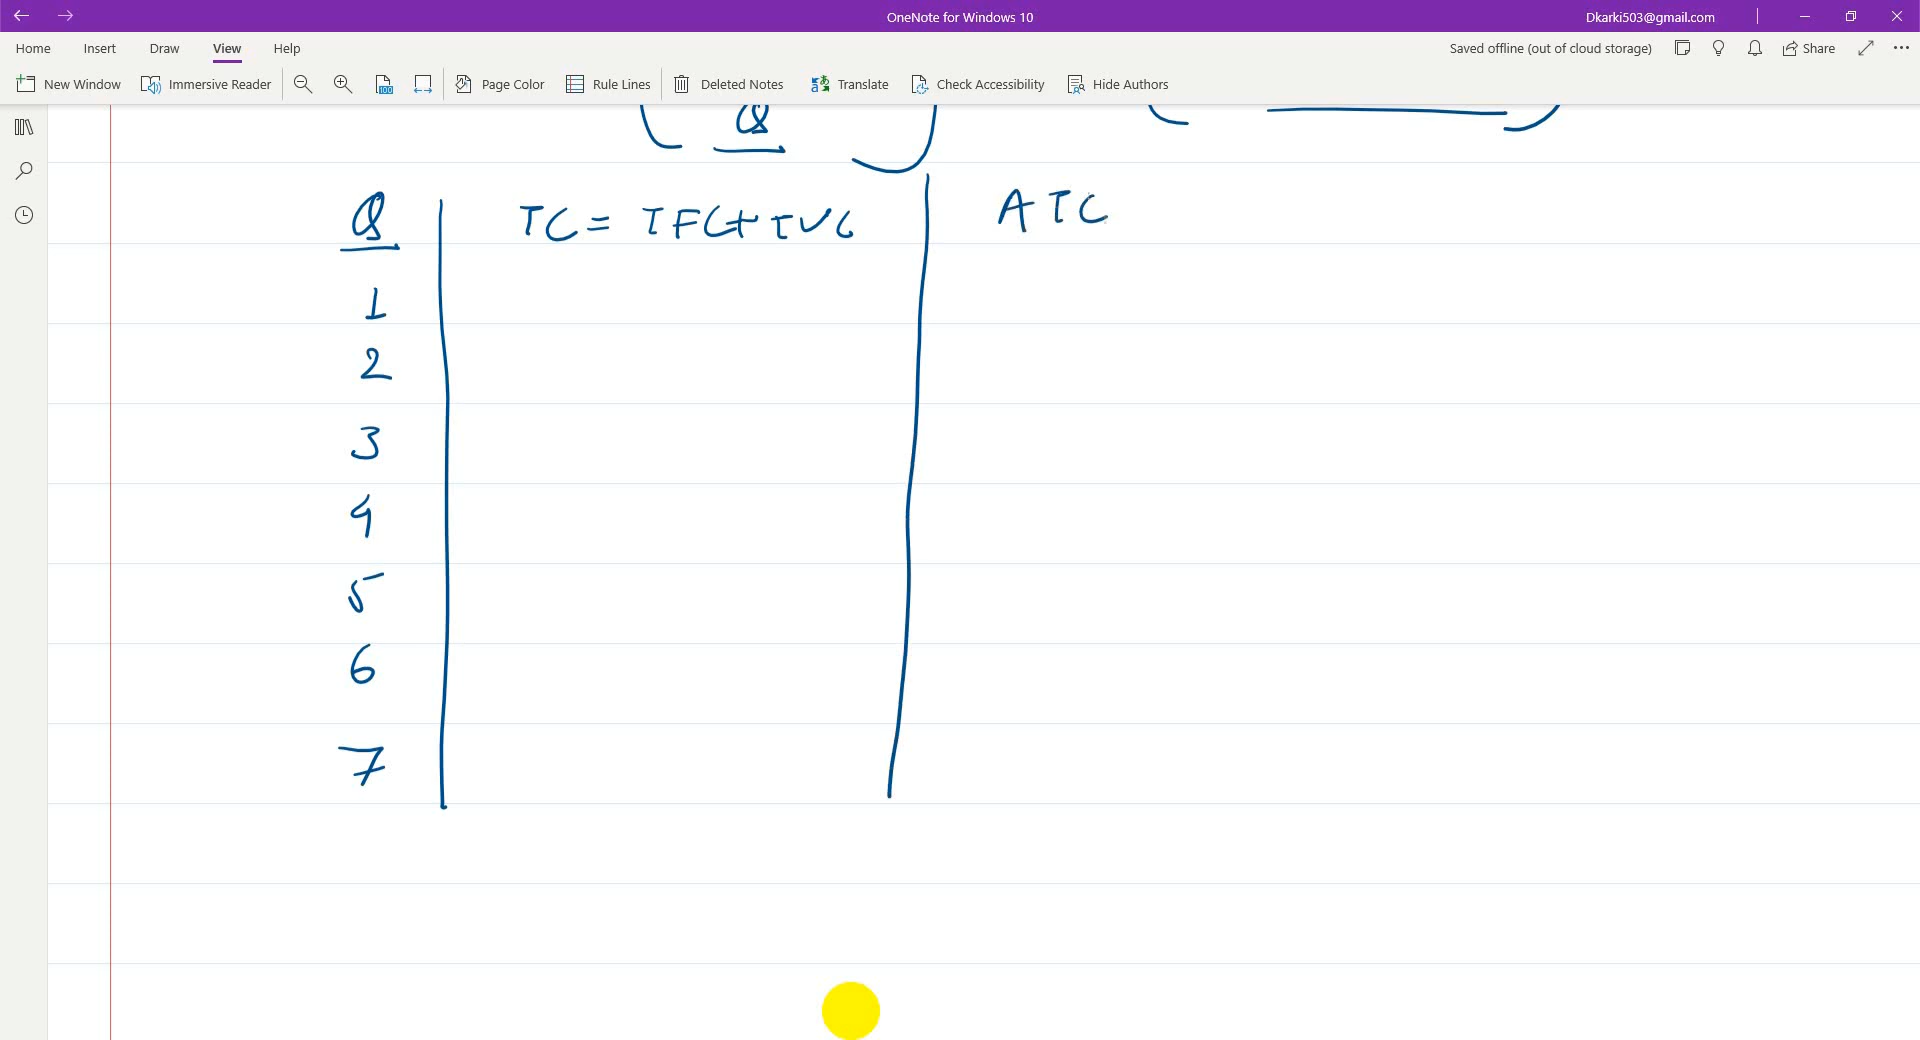 OneNote for Windows 10
Dkarki503@gmail.com
Home Insert Draw View Help
Saved offline (out of cloud storage)
Share
New Window Immersive Reader 100 Page Color Rule Lines Deleted Notes Translate Check Accessibility Hide Authors
Q
Q TC = TFC+TVC ATC
1
2
3
4
5
6
7